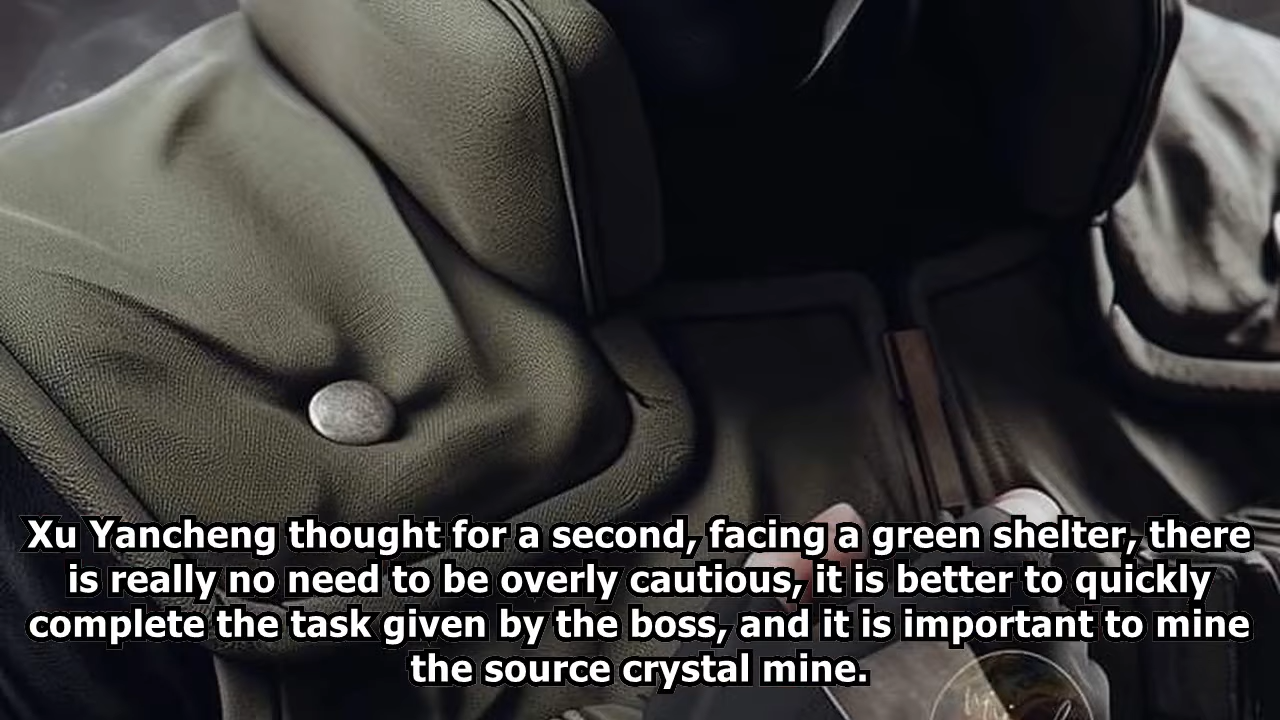 Xu Yancheng thought for a second, facing a green shelter, there
is really no need to be overly cautious, it is better to quickly
complete the task given by the boss, and it is important to mine
the source crystal mine.